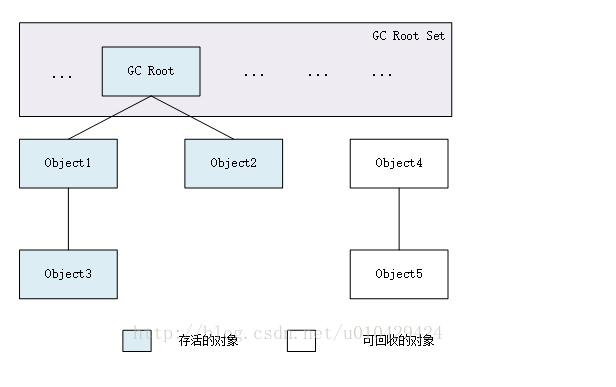 GC Root Set
... GC Root ... ... ...
Object1 Object2 Object4
Object3 Object5
http://blog.csdn.net/u010429424
存活的对象 可回收的对象